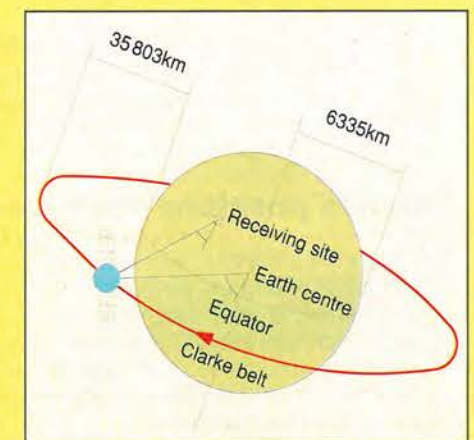 35 803km
6335km
Receiving site
Earth centre
Equator
Clarke belt